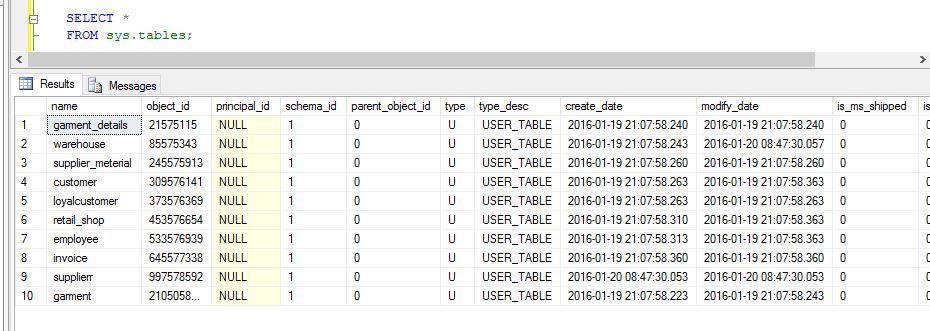 SELECT *
FROM sys.tables;
Results Messages
name object_id principal_id schema_id parent_object_id type type_desc create_date modify_date is_ms_shipped is
1 garment_details 21575115 NULL 1 0 U USER_TABLE 2016-01-19 21:07:58.240 2016-01-19 21:07:58.240 0 0
2 warehouse 85575343 NULL 1 0 U USER_TABLE 2016-01-19 21:07:58.243 2016-01-20 08:47:30.057 0 0
3 supplier_meterial 245575913 NULL 1 0 U USER_TABLE 2016-01-19 21:07:58.260 2016-01-19 21:07:58.260 0 0
4 customer 309576141 NULL 1 0 U USER_TABLE 2016-01-19 21:07:58.263 2016-01-19 21:07:58.363 0 0
5 loyalcustomer 373576369 NULL 1 0 U USER_TABLE 2016-01-19 21:07:58.263 2016-01-19 21:07:58.263 0 0
6 retail_shop 453576654 NULL 1 0 U USER_TABLE 2016-01-19 21:07:58.310 2016-01-19 21:07:58.363 0 0
7 employee 533576939 NULL 1 0 U USER_TABLE 2016-01-19 21:07:58.313 2016-01-19 21:07:58.363 0 0
8 invoice 645577338 NULL 1 0 U USER_TABLE 2016-01-19 21:07:58.360 2016-01-19 21:07:58.360 0 0
9 supplierr 997578592 NULL 1 0 U USER_TABLE 2016-01-20 08:47:30.053 2016-01-20 08:47:30.053 0 0
10 garment 2105058... NULL 1 0 U USER_TABLE 2016-01-19 21:07:58.223 2016-01-19 21:07:58.243 0 0